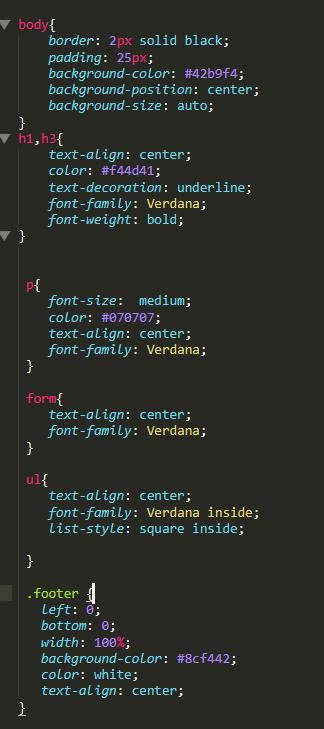 body{
border: 2px solid black;
padding: 25px;
background-color: #42b9f4;
background-position: center;
background-size: auto;
}
h1,h3{
text-align: center;
color: #f44d41;
text-decoration: underline;
font-family: Verdana;
font-weight: bold;
}
p{
font-size:  medium;
color: #070707;
text-align: center;
font-family: Verdana;
}
form{
text-align: center;
font-family: Verdana;
}
ul{
text-align: center;
font-family: Verdana inside;
list-style: square inside;
}
.footer {
left: 0;
bottom: 0;
width: 100%;
background-color: #8cf442;
color: white;
text-align: center;
}